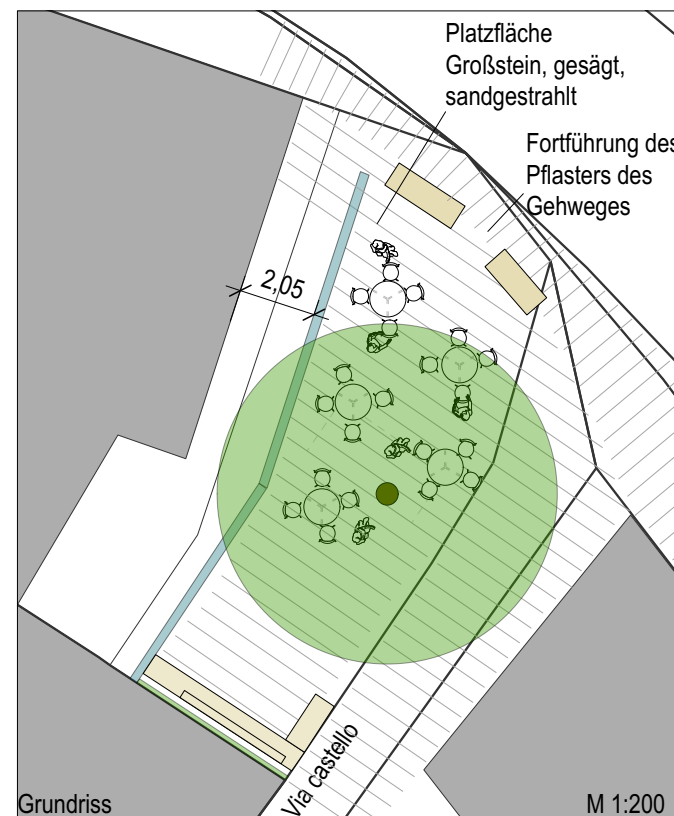 Platzfläche
Großstein, gesägt,
sandgestrahlt
Fortführung des
Pflasters des
Gehweges
2,05
Via castello
Grundriss
M 1:200